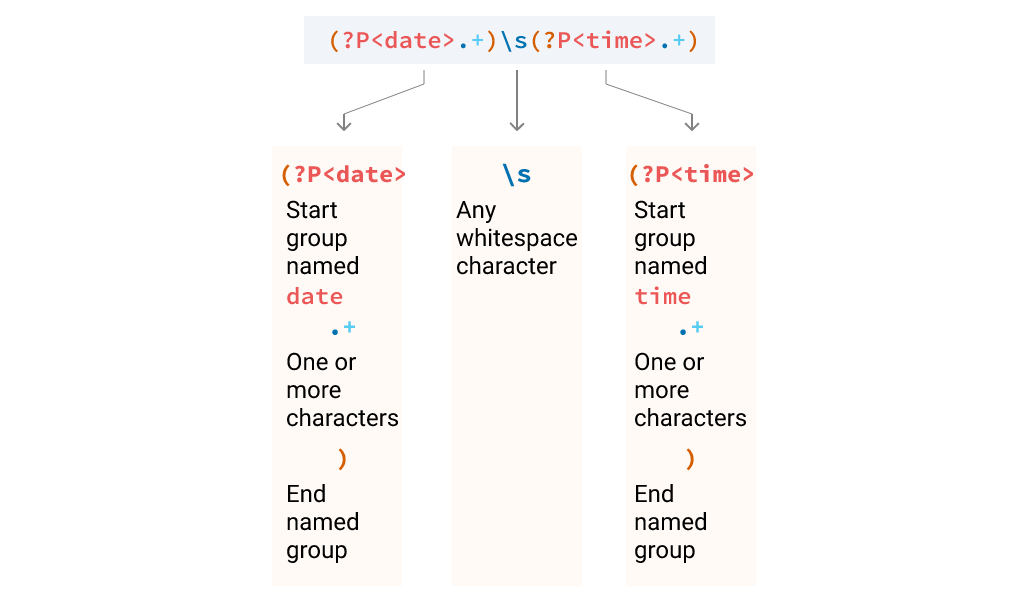 (?P<date>.+)\s(?P<time>.+)
(?P<date>
Start
group
named
date
.+
One or
more
characters
)
End
named
group
\s
Any
whitespace
character
(?P<time>
Start
group
named
time
.+
One or
more
characters
)
End
named
group